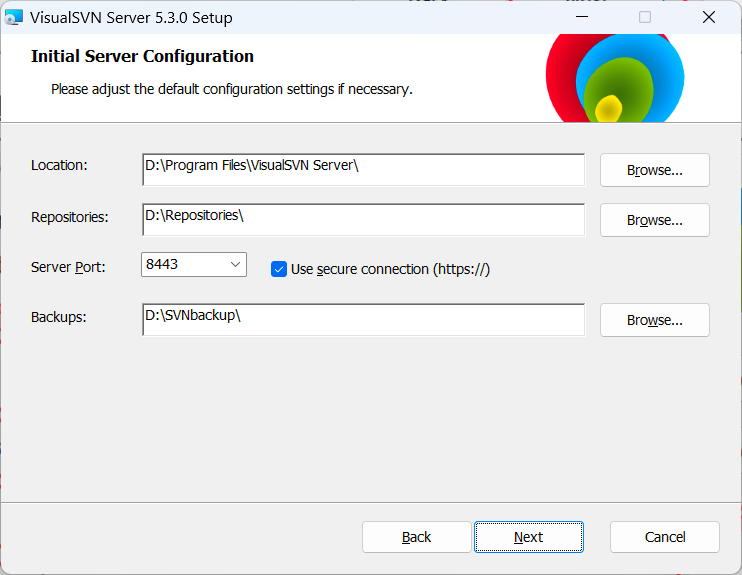 VisualSVN Server 5.3.0 Setup
Initial Server Configuration
Please adjust the default configuration settings if necessary.
Location: D:\Program Files\VisualSVN Server\ Browse...
Repositories: D:\Repositories\ Browse...
Server Port: 8443 Use secure connection (https://)
Backups: D:\SVNbackup\ Browse...
Back Next Cancel